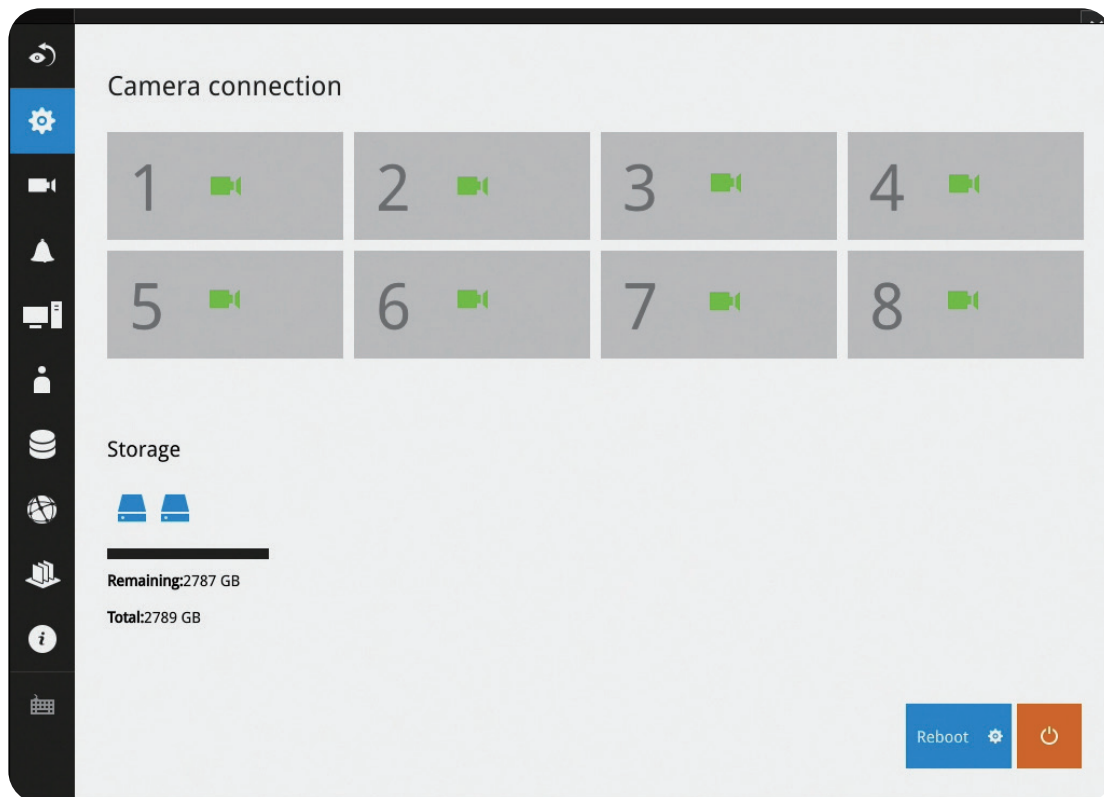 Camera connection
1 2 3 4
5 6 7 8
Storage
Remaining:2787 GB
Total:2789 GB
Reboot